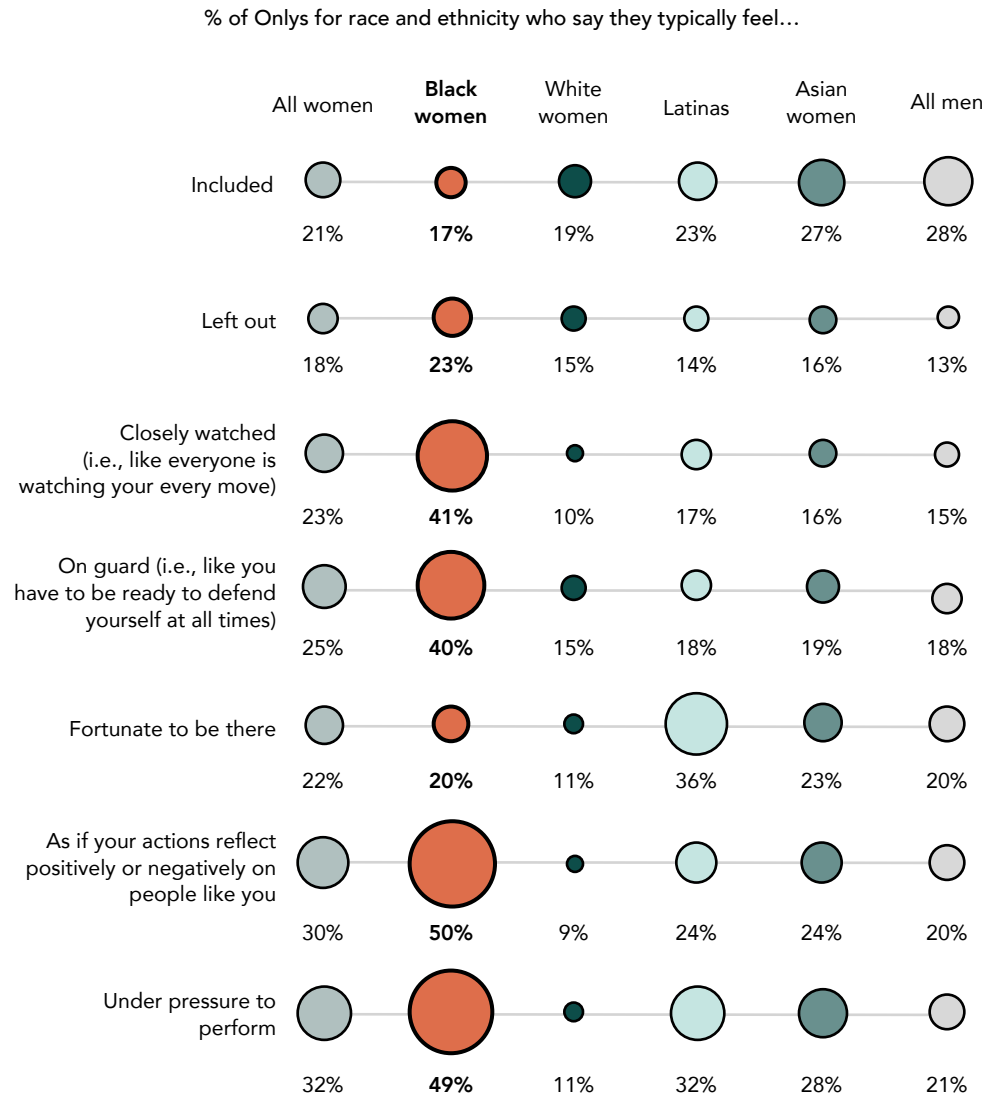 % of Onlys for race and ethnicity who say they typically feel…
All women
Black
women
White
women
Latinas
Asian
women
All men
Included
21% 17% 19% 23% 27% 28%
Left out
18% 23% 15% 14% 16% 13%
Closely watched
(i.e., like everyone is
watching your every move)
23% 41% 10% 17% 16% 15%
On guard (i.e., like you
have to be ready to defend
yourself at all times)
25% 40% 15% 18% 19% 18%
Fortunate to be there
22% 20% 11% 36% 23% 20%
As if your actions reflect
positively or negatively on
people like you
30% 50% 9% 24% 24% 20%
Under pressure to
perform
32% 49% 11% 32% 28% 21%